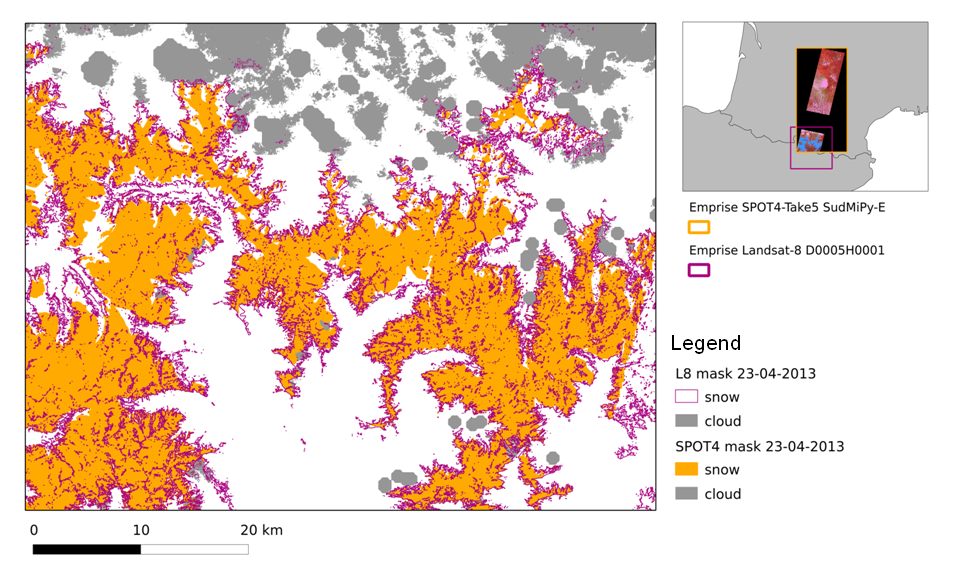 Emprise SPOT4-Take5 SudMiPy-E
Emprise Landsat-8 D0005H0001
Legend
L8 mask 23-04-2013
snow
cloud
SPOT4 mask 23-04-2013
snow
cloud
0 10 20 km